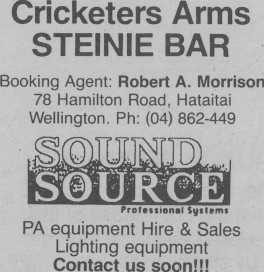 Cricketers Arms
STEINIE BAR
Booking Agent: Robert A. Morrison
78 Hamilton Road, Hataitai
Wellington. Ph: (04) 862-449
SOUND
SOURCE
Professional Systems
PA equipment Hire & Sales
Lighting equipment
Contact us soon!!!